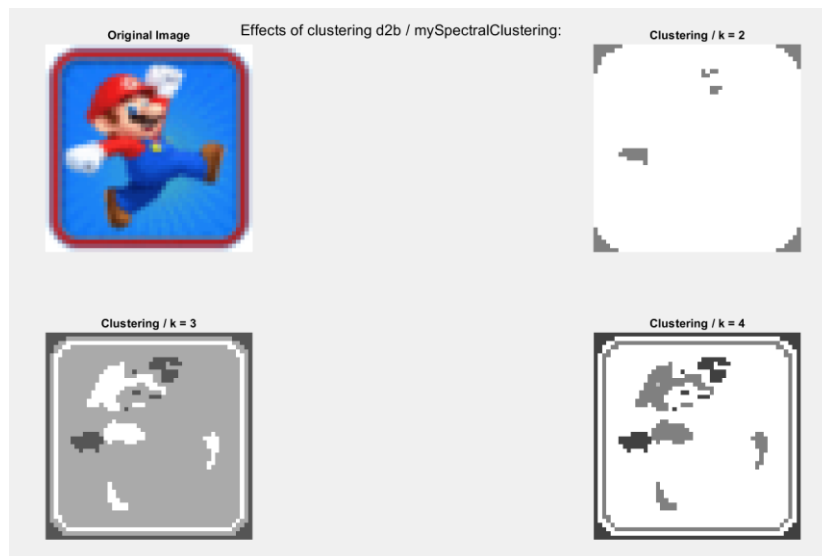 Effects of clustering d2b / mySpectralClustering:
Original Image
Clustering / k = 2
Clustering / k = 3
Clustering / k = 4